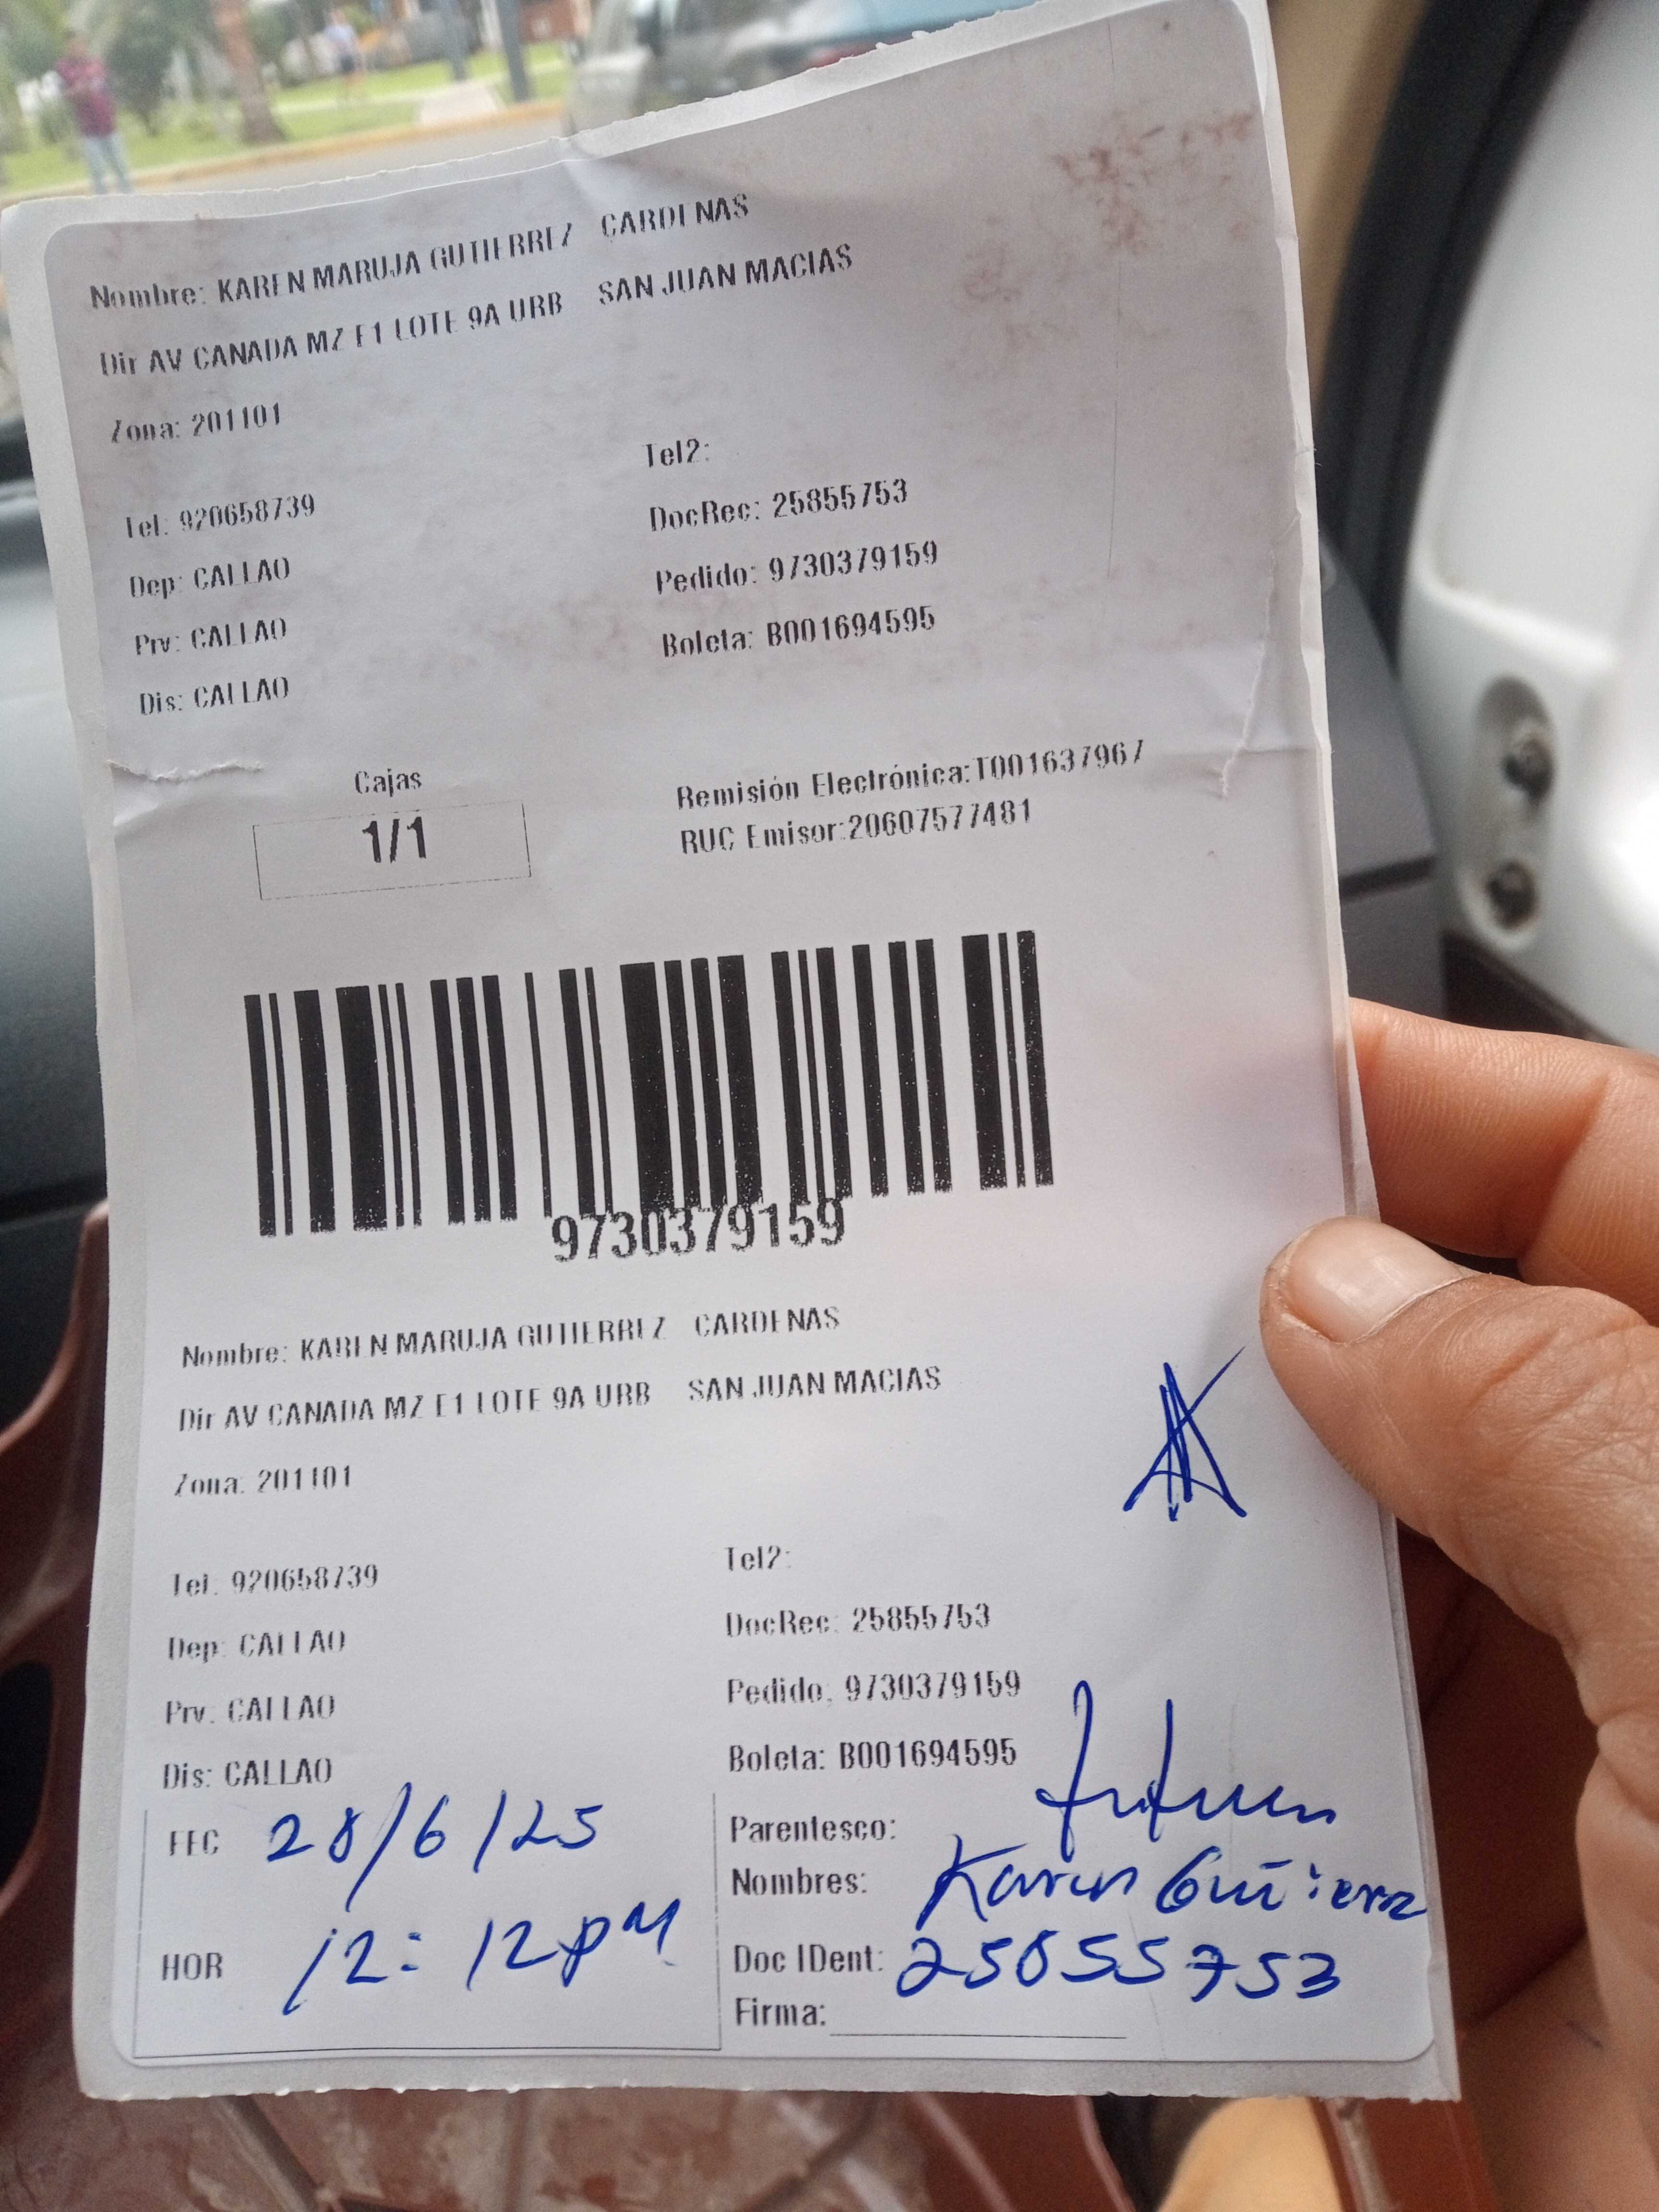 Nombre: KAREN MARUJA GUTIERREZ CARDENAS
Dir AV CANADA MZ E1 LOTE 9A URB SAN JUAN MACIAS
Zona: 201101
Tel2:
Tel: 920658739 DocRec: 25855753
Dep: CALLAO Pedido: 9730379159
Prv: CALLAO Boleta: B001694595
Dis: CALLAO
Cajas
1/1
Remisión Electrónica:T001637967
RUC Emisor:20607577481
9730379159
Nombre: KAREN MARUJA GUTIERREZ CARDENAS
Dir AV CANADA MZ E1 LOTE 9A URB SAN JUAN MACIAS
Zona: 201101
Tel2:
Tel: 920658739 DocRec: 25855753
Dep: CALLAO Pedido: 9730379159
Prv: CALLAO Boleta: B001694595
Dis: CALLAO
FEC 28/6/25
HOR 12:12 PM
Parentesco:
Nombres: Karen Gutierrez
Doc IDent: 25855753
Firma: